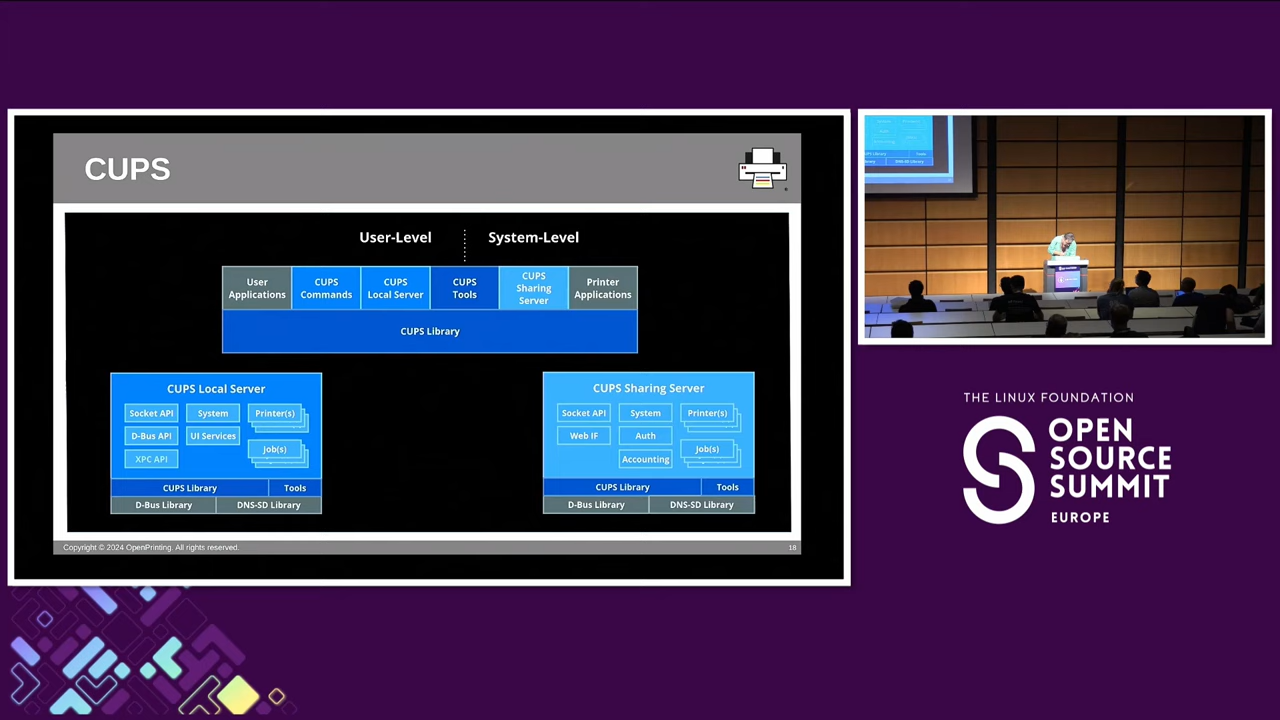 CUPS
User-Level
System-Level
User
Applications
CUPS
Commands
CUPS
Local Server
CUPS
Tools
CUPS
Sharing
Server
Printer
Applications
CUPS Library
CUPS Local Server
Socket API
System
Printer(s)
D-Bus API
UI Services
Job(s)
XPC API
CUPS Library
Tools
D-Bus Library
DNS-SD Library
CUPS Sharing Server
Socket API
System
Printer(s)
Web IF
Auth
Job(s)
Accounting
CUPS Library
Tools
D-Bus Library
DNS-SD Library
Copyright © 2024 OpenPrinting. All rights reserved.
18
THE LINUX FOUNDATION
OPEN
SOURCE
SUMMIT
EUROPE